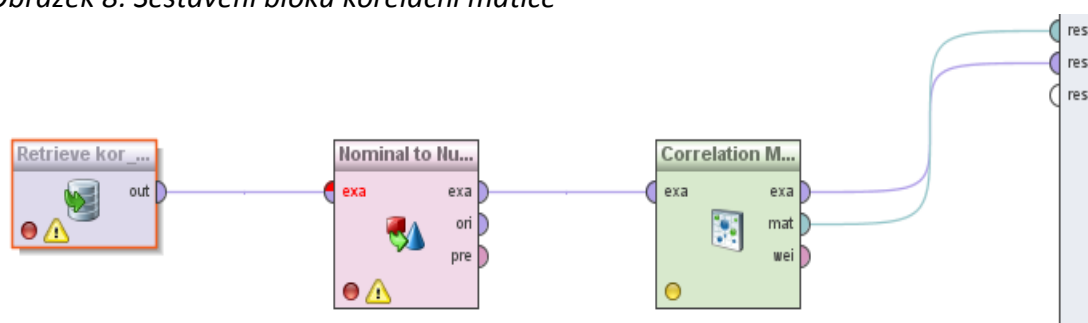 Obrázek 8: Sestavení bloku korelační matice
res
res
res
Retrieve kor_...
out
Nominal to Nu...
exa
exa
ori
pre
Correlation M...
exa
exa
mat
wei